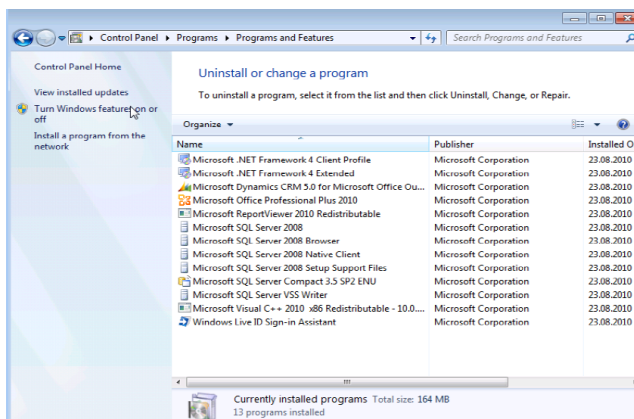 Control Panel ▸ Programs ▸ Programs and Features
Search Programs and Features
Control Panel Home
View installed updates
Turn Windows features on or
off
Install a program from the
network
Uninstall or change a program
To uninstall a program, select it from the list and then click Uninstall, Change, or Repair.
Organize
Name Publisher Installed O
Microsoft .NET Framework 4 Client Profile Microsoft Corporation 23.08.2010
Microsoft .NET Framework 4 Extended Microsoft Corporation 23.08.2010
Microsoft Dynamics CRM 5.0 for Microsoft Office Ou... Microsoft Corporation 23.08.2010
Microsoft Office Professional Plus 2010 Microsoft Corporation 23.08.2010
Microsoft ReportViewer 2010 Redistributable Microsoft Corporation 23.08.2010
Microsoft SQL Server 2008 Microsoft Corporation 23.08.2010
Microsoft SQL Server 2008 Browser Microsoft Corporation 23.08.2010
Microsoft SQL Server 2008 Native Client Microsoft Corporation 23.08.2010
Microsoft SQL Server 2008 Setup Support Files Microsoft Corporation 23.08.2010
Microsoft SQL Server Compact 3.5 SP2 ENU Microsoft Corporation 23.08.2010
Microsoft SQL Server VSS Writer Microsoft Corporation 23.08.2010
Microsoft Visual C++ 2010 x86 Redistributable - 10.0.... Microsoft Corporation 23.08.2010
Windows Live ID Sign-in Assistant Microsoft Corporation 23.08.2010
Currently installed programs Total size: 164 MB
13 programs installed